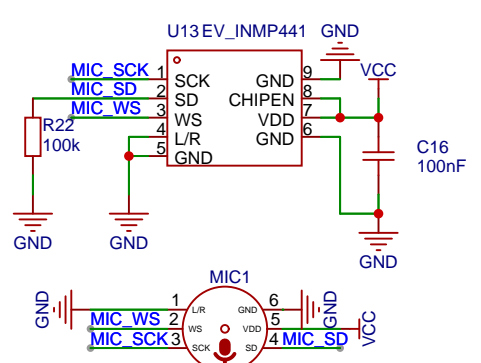 U13 EV_INMP441 GND
MIC_SCK 1 SCK GND 9 VCC
MIC_SD 2 SD CHIPEN 8
MIC_WS 3 WS VDD 7
R22 4 L/R GND 6
100k 5 GND
C16
100nF
GND GND GND
MIC1
GND 1 L/R GND 6 GND
MIC_WS 2 WS VDD 5 VCC
MIC_SCK 3 SCK SD 4 MIC_SD